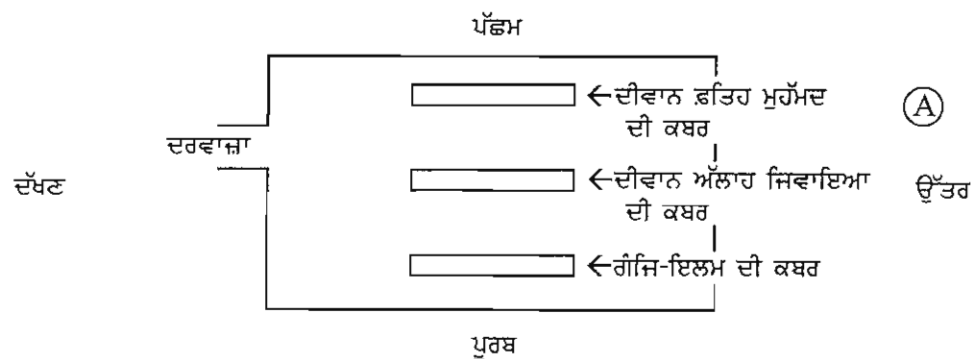 ਪੱਛਮ
←ਦੀਵਾਨ ਫ਼ਤਿਹ ਮੁਹੱਮਦ
ਦੀ ਕਬਰ
A
ਦਰਵਾਜ਼ਾ
ਦੱਖਣ
←ਦੀਵਾਨ ਅੱਲਾਹ ਜਿਵਾਇਆ
ਦੀ ਕਬਰ
ਉੱਤਰ
←ਗੰਜਿ-ਇਲਮ ਦੀ ਕਬਰ
ਪੂਰਬ